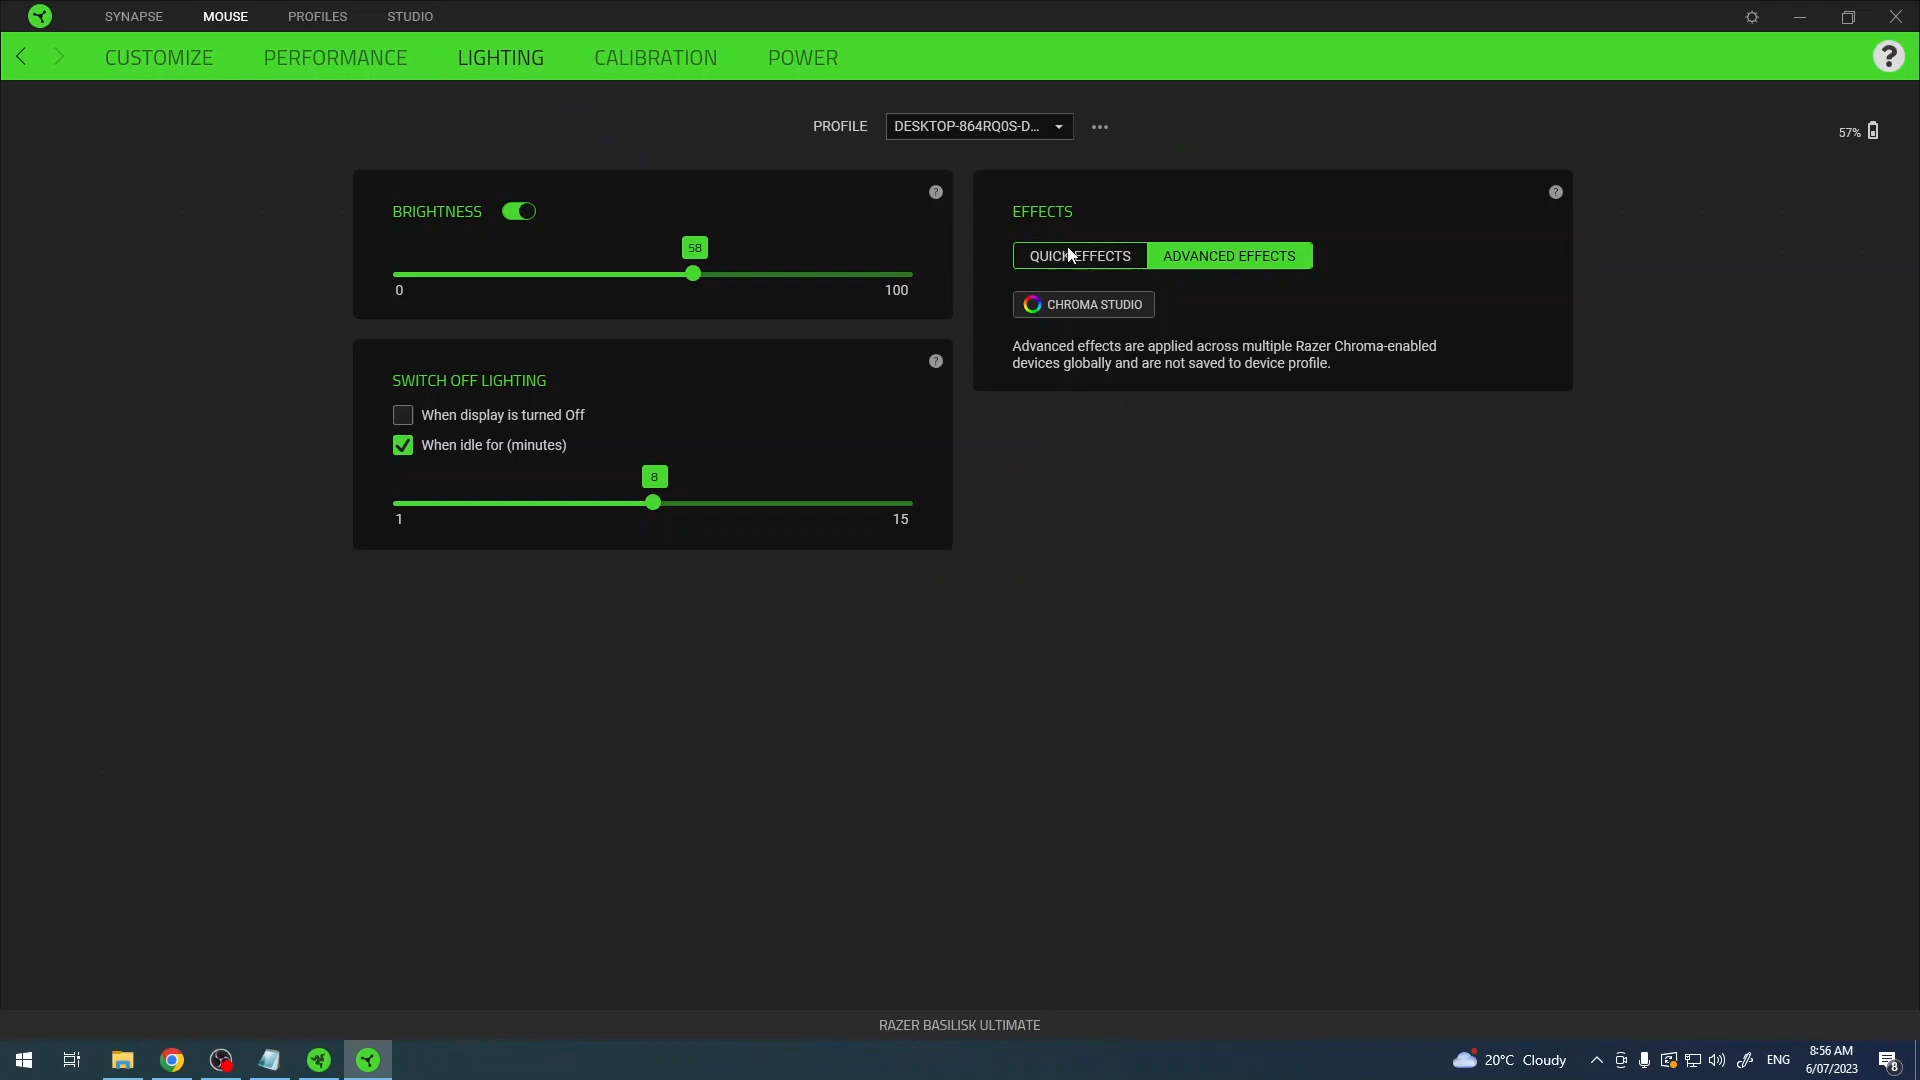 SYNAPSE MOUSE PROFILES STUDIO
CUSTOMIZE PERFORMANCE LIGHTING CALIBRATION POWER ?
PROFILE DESKTOP-864RQ0S-D...
57%
BRIGHTNESS
58
0 100
SWITCH OFF LIGHTING
When display is turned Off
When idle for (minutes)
8
1 15
EFFECTS
QUICK EFFECTS ADVANCED EFFECTS
CHROMA STUDIO
Advanced effects are applied across multiple Razer Chroma-enabled
devices globally and are not saved to device profile.
RAZER BASILISK ULTIMATE
20°C Cloudy ENG 8:56 AM
6/07/2023 8